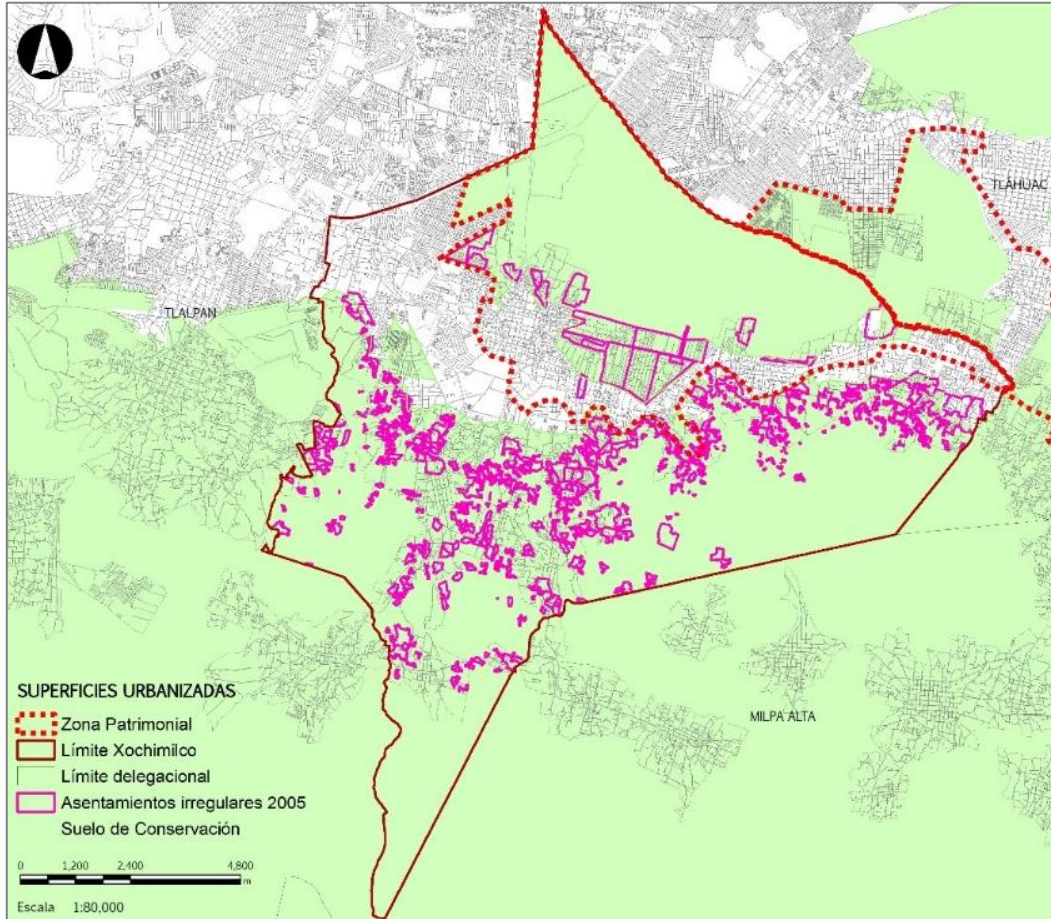 TLÁHUAC
TLALPAN
MILPA ALTA
SUPERFICIES URBANIZADAS
Zona Patrimonial
Límite Xochimilco
Límite delegacional
Asentamientos irregulares 2005
Suelo de Conservación
0 1,200 2,400 4,800
m
Escala 1:80,000